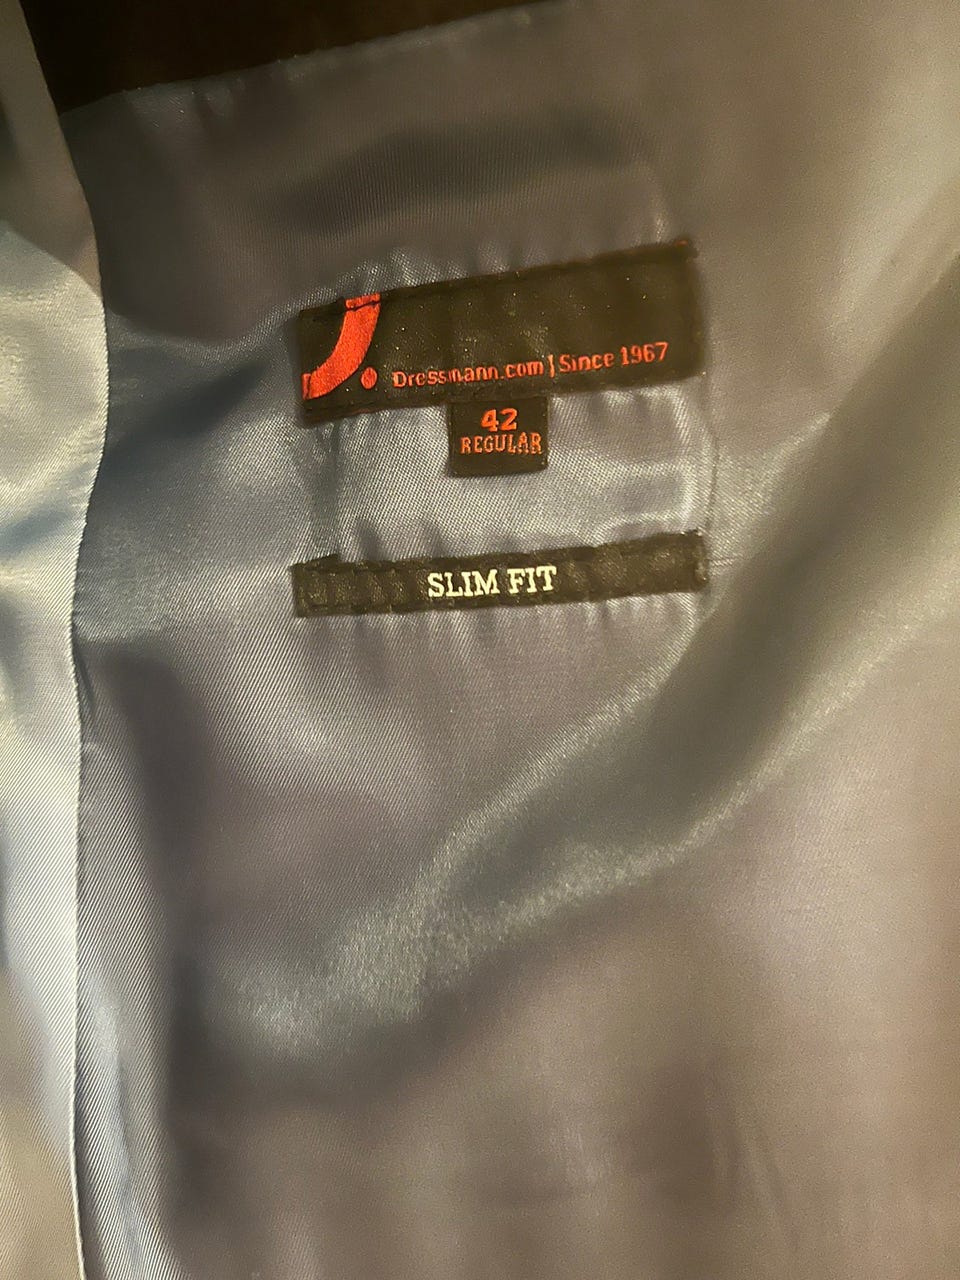 Dressmann.com | Since 1967
42
REGULAR
SLIM FIT